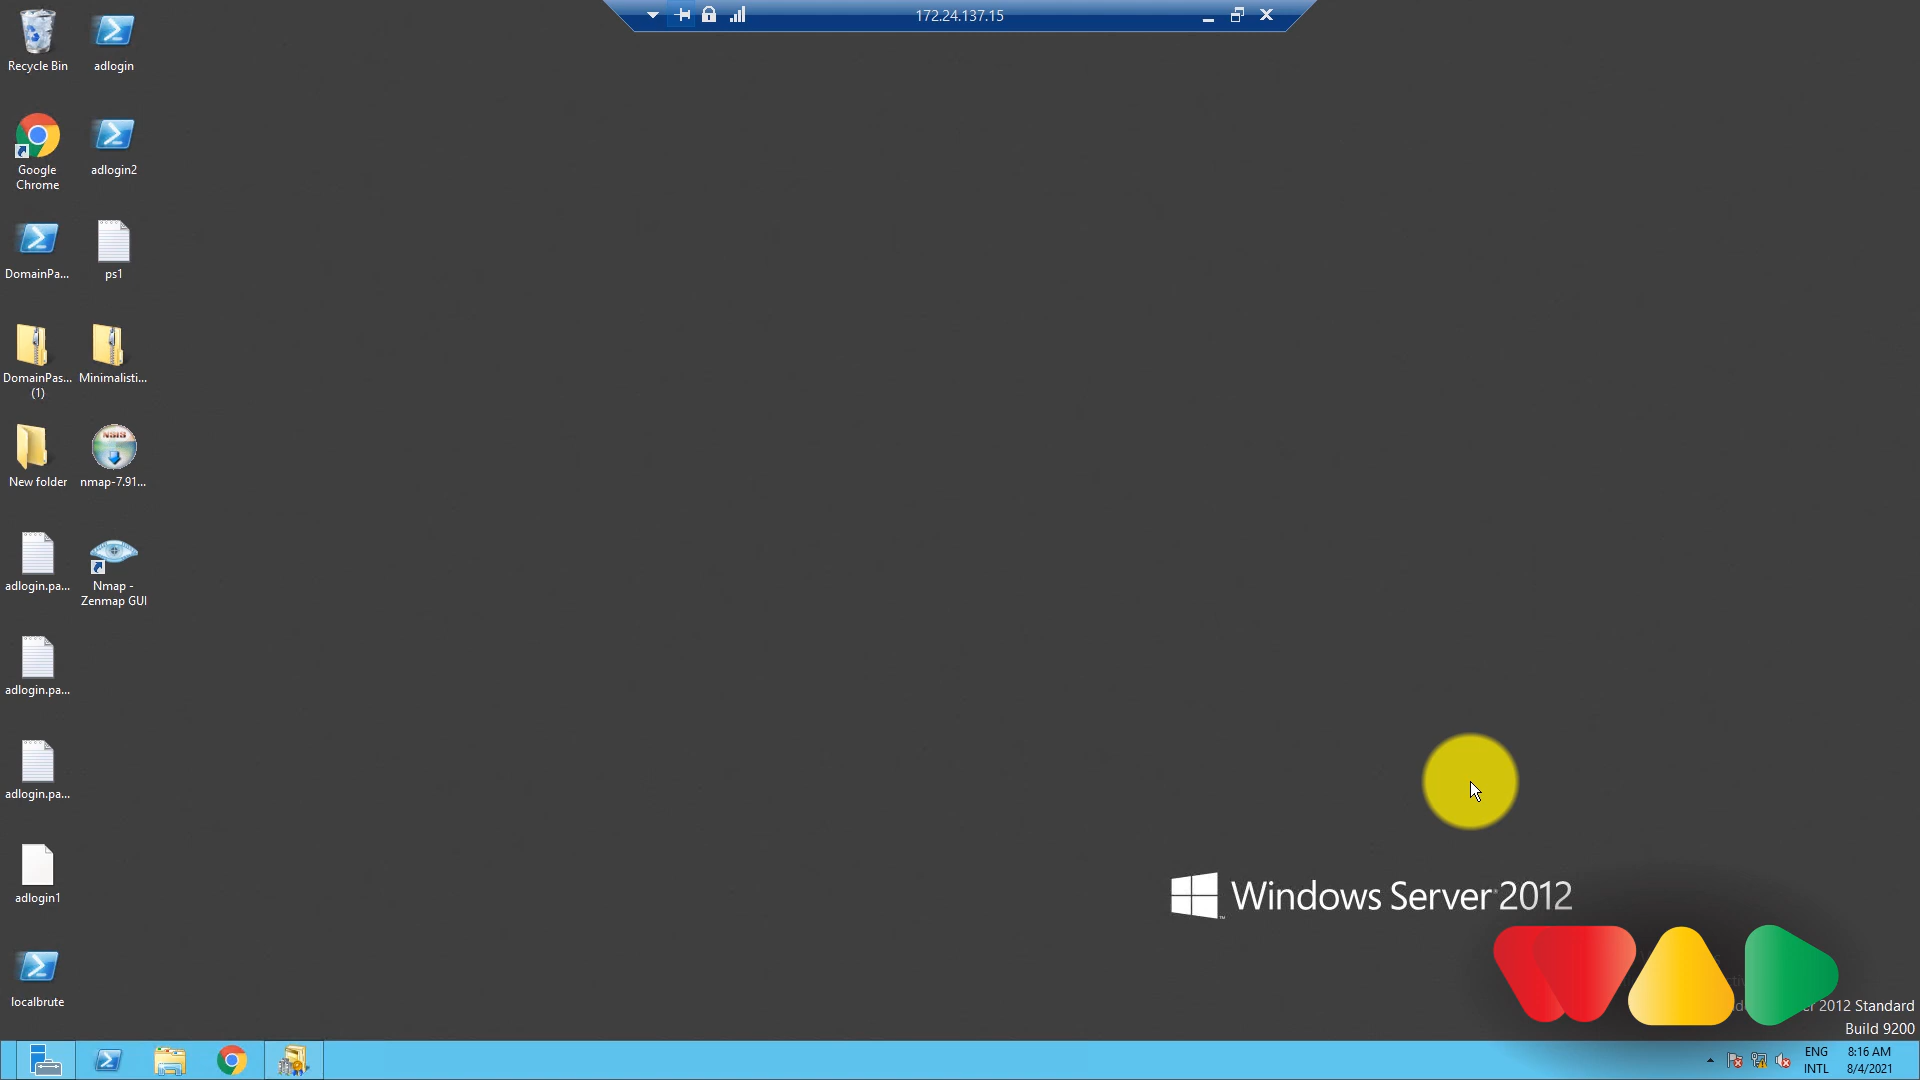 172.24.137.15
Recycle Bin
adlogin
Google
Chrome
adlogin2
DomainPa...
ps1
DomainPas...
(1)
Minimalisti...
New folder
NSIS
nmap-7.91...
adlogin.pa...
Nmap -
Zenmap GUI
adlogin.pa...
adlogin.pa...
adlogin1
localbrute
Windows Server 2012
2012 Standard
Build 9200
ENG
INTL
8:16 AM
8/4/2021